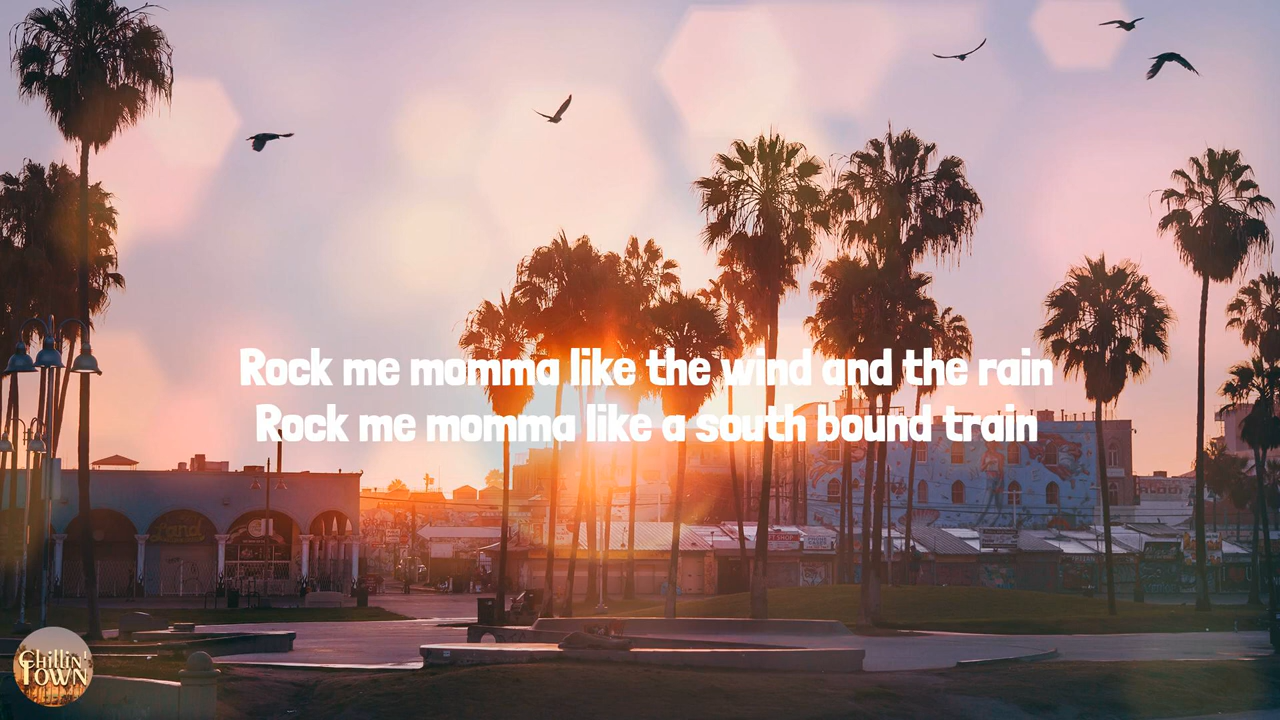 Rock me momma like the wind and the rain
Rock me momma like a south bound train
Chillin'
Town